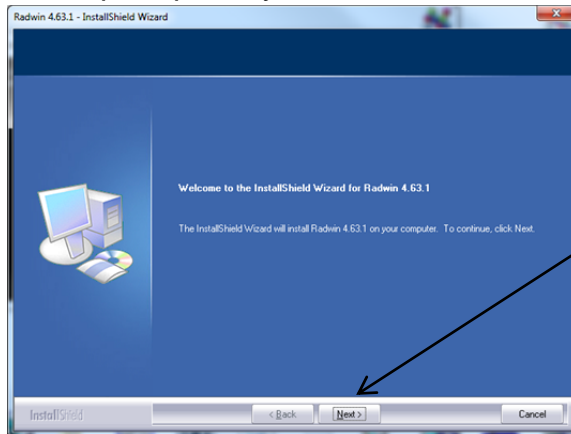 Radwin 4.63.1 - InstallShield Wizard
Welcome to the InstallShield Wizard for Radwin 4.63.1
The InstallShield Wizard will install Radwin 4.63.1 on your computer. To continue, click Next.
InstallShield
< Back
Next >
Cancel